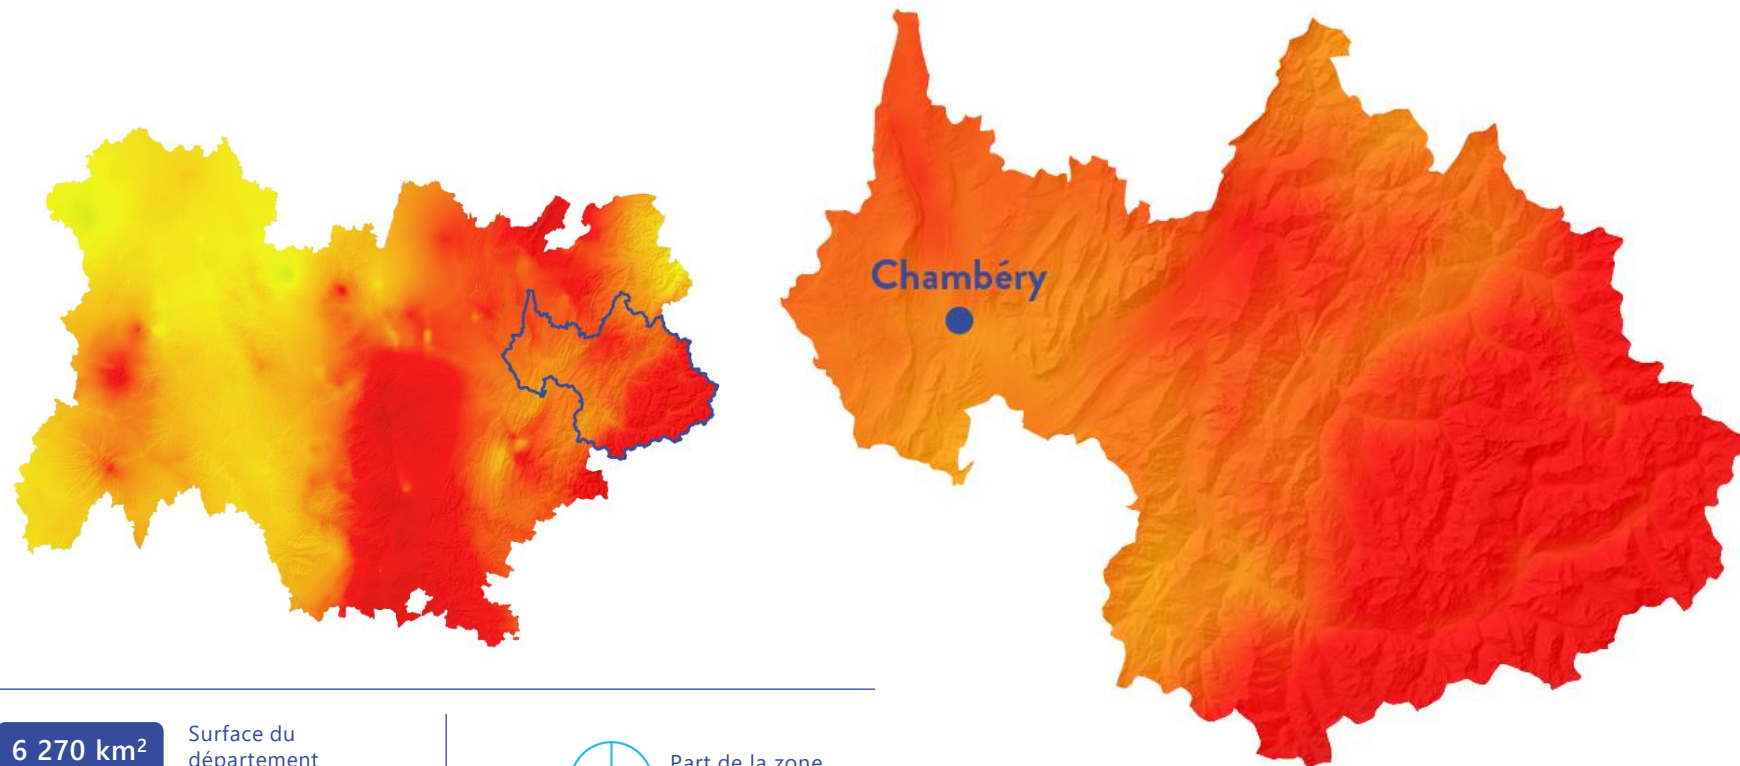 Chambéry
6 270 km²
Surface du
département
Part de la zone